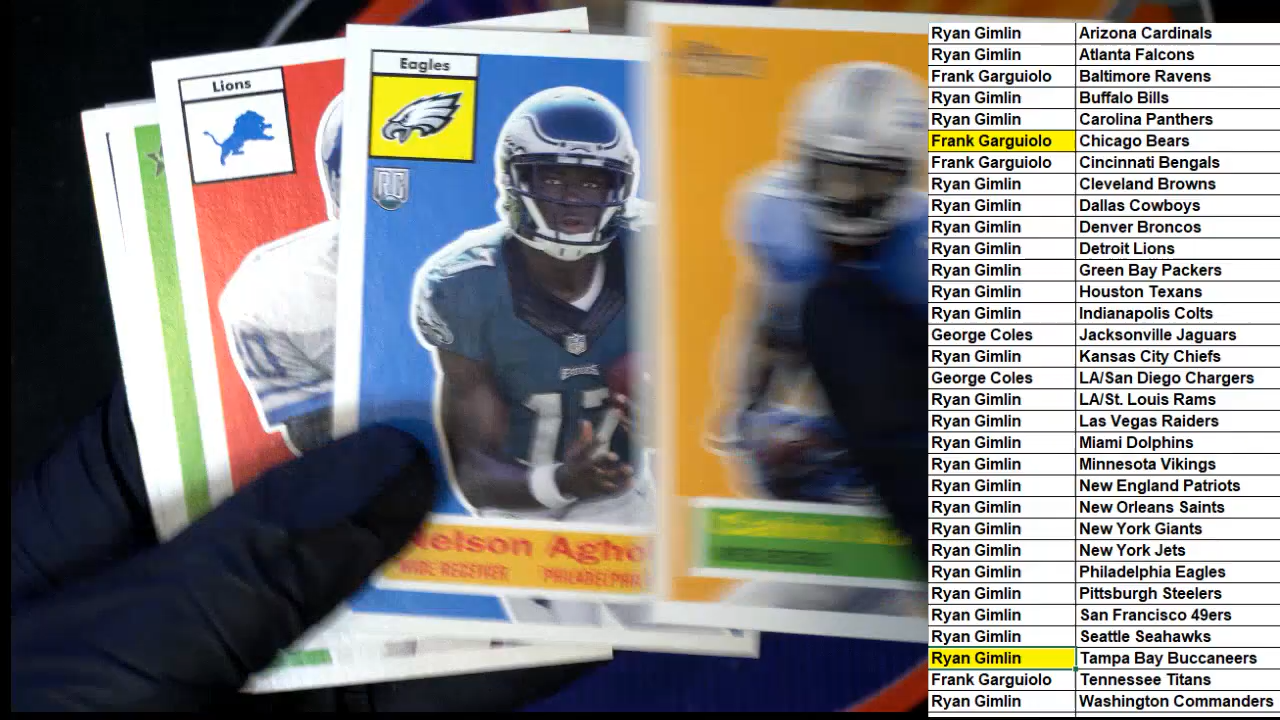 Lions
Eagles
RC
17
Nelson Agho
WIDE RECEIVER PHILADELPHI
Ryan Gimlin Arizona Cardinals
Ryan Gimlin Atlanta Falcons
Frank Garguiolo Baltimore Ravens
Ryan Gimlin Buffalo Bills
Ryan Gimlin Carolina Panthers
Frank Garguiolo Chicago Bears
Frank Garguiolo Cincinnati Bengals
Ryan Gimlin Cleveland Browns
Ryan Gimlin Dallas Cowboys
Ryan Gimlin Denver Broncos
Ryan Gimlin Detroit Lions
Ryan Gimlin Green Bay Packers
Ryan Gimlin Houston Texans
Ryan Gimlin Indianapolis Colts
George Coles Jacksonville Jaguars
Ryan Gimlin Kansas City Chiefs
George Coles LA/San Diego Chargers
Ryan Gimlin LA/St. Louis Rams
Ryan Gimlin Las Vegas Raiders
Ryan Gimlin Miami Dolphins
Ryan Gimlin Minnesota Vikings
Ryan Gimlin New England Patriots
Ryan Gimlin New Orleans Saints
Ryan Gimlin New York Giants
Ryan Gimlin New York Jets
Ryan Gimlin Philadelphia Eagles
Ryan Gimlin Pittsburgh Steelers
Ryan Gimlin San Francisco 49ers
Ryan Gimlin Seattle Seahawks
Ryan Gimlin Tampa Bay Buccaneers
Frank Garguiolo Tennessee Titans
Ryan Gimlin Washington Commanders